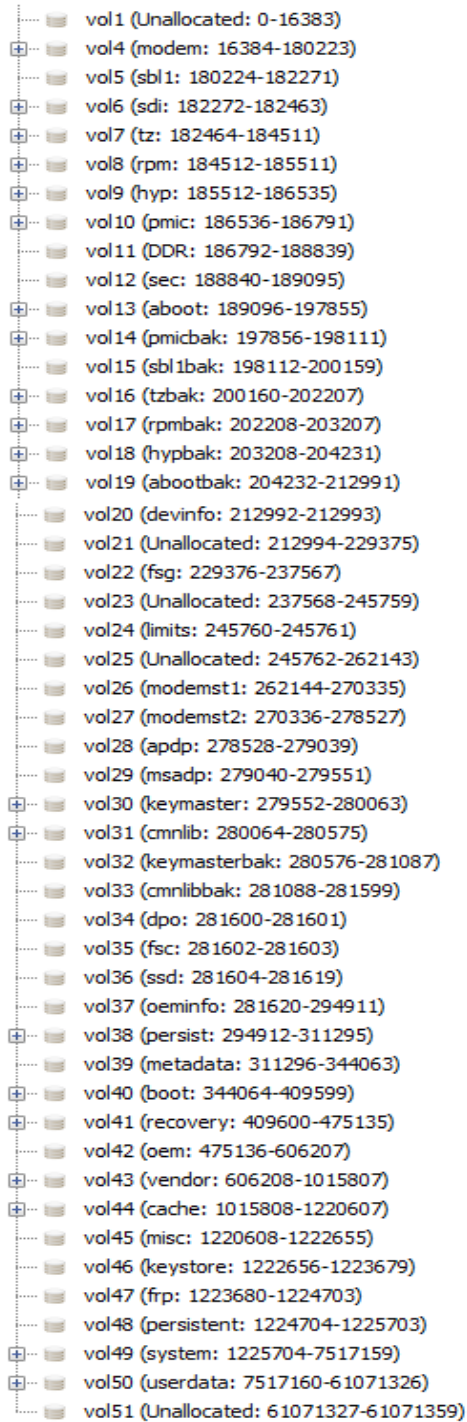 vol1 (Unallocated: 0-16383)
vol4 (modem: 16384-180223)
vol5 (sbl1: 180224-182271)
vol6 (sdi: 182272-182463)
vol7 (tz: 182464-184511)
vol8 (rpm: 184512-185511)
vol9 (hyp: 185512-186535)
vol10 (pmic: 186536-186791)
vol11 (DDR: 186792-188839)
vol12 (sec: 188840-189095)
vol13 (aboot: 189096-197855)
vol14 (pmicbak: 197856-198111)
vol15 (sbl1bak: 198112-200159)
vol16 (tzbak: 200160-202207)
vol17 (rpmbak: 202208-203207)
vol18 (hypbak: 203208-204231)
vol19 (abootbak: 204232-212991)
vol20 (devinfo: 212992-212993)
vol21 (Unallocated: 212994-229375)
vol22 (fsg: 229376-237567)
vol23 (Unallocated: 237568-245759)
vol24 (limits: 245760-245761)
vol25 (Unallocated: 245762-262143)
vol26 (modemst1: 262144-270335)
vol27 (modemst2: 270336-278527)
vol28 (apdp: 278528-279039)
vol29 (msadp: 279040-279551)
vol30 (keymaster: 279552-280063)
vol31 (cmnlib: 280064-280575)
vol32 (keymasterbak: 280576-281087)
vol33 (cmnlibbak: 281088-281599)
vol34 (dpo: 281600-281601)
vol35 (fsc: 281602-281603)
vol36 (ssd: 281604-281619)
vol37 (oeminfo: 281620-294911)
vol38 (persist: 294912-311295)
vol39 (metadata: 311296-344063)
vol40 (boot: 344064-409599)
vol41 (recovery: 409600-475135)
vol42 (oem: 475136-606207)
vol43 (vendor: 606208-1015807)
vol44 (cache: 1015808-1220607)
vol45 (misc: 1220608-1222655)
vol46 (keystore: 1222656-1223679)
vol47 (frp: 1223680-1224703)
vol48 (persistent: 1224704-1225703)
vol49 (system: 1225704-7517159)
vol50 (userdata: 7517160-61071326)
vol51 (Unallocated: 61071327-61071359)